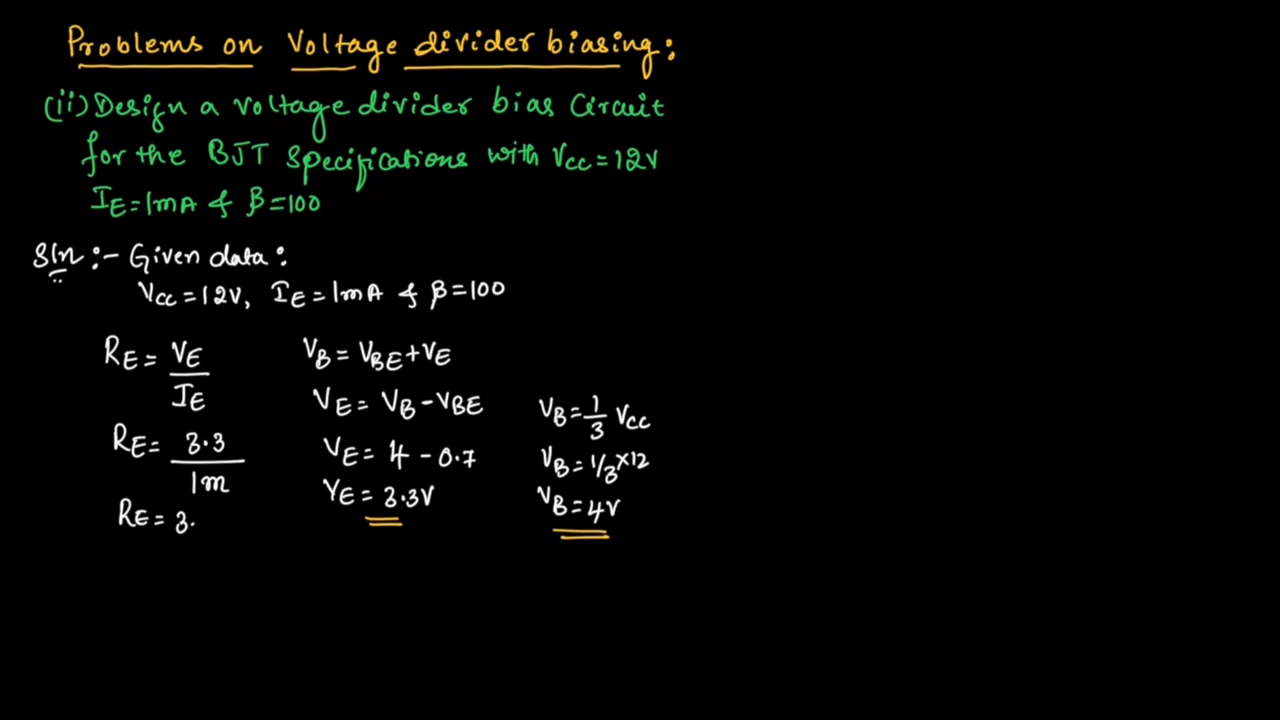 Problems on Voltage divider biasing:
(ii) Design a voltage divider bias Circuit
for the BJT specifications with Vcc = 12V
IE = 1mA & β = 100
Sln :- Given data:
Vcc = 12V, IE = 1mA & β = 100
RE = VE / IE
RE = 3.3 / 1m
RE = 3.
VB = VBE + VE
VE = VB - VBE
VE = 4 - 0.7
VE = 3.3V
VB = 1/3 Vcc
VB = 1/3 × 12
VB = 4V